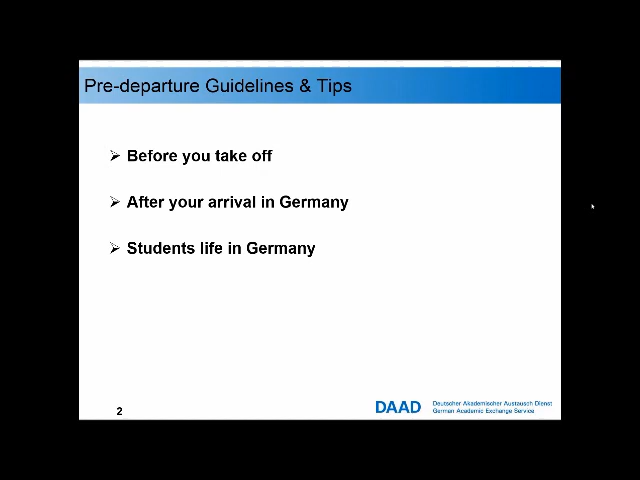 Pre-departure Guidelines & Tips
➢ Before you take off
➢ After your arrival in Germany
➢ Students life in Germany
2
DAAD
Deutscher Akademischer Austausch Dienst
German Academic Exchange Service